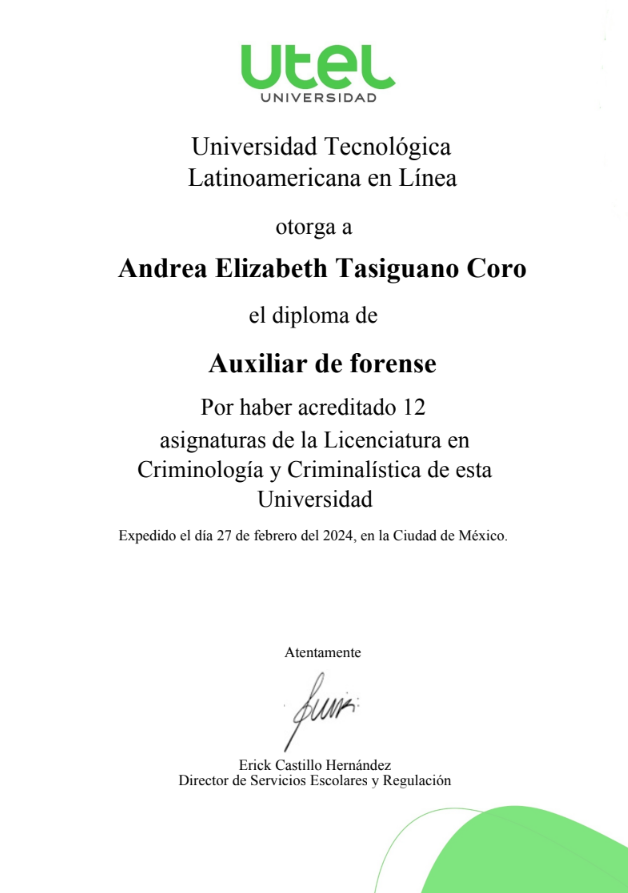 Utel
UNIVERSIDAD
Universidad Tecnológica
Latinoamericana en Línea
otorga a
Andrea Elizabeth Tasiguano Coro
el diploma de
Auxiliar de forense
Por haber acreditado 12
asignaturas de la Licenciatura en
Criminología y Criminalística de esta
Universidad
Expedido el día 27 de febrero del 2024, en la Ciudad de México.
Atentamente
Erick Castillo Hernández
Director de Servicios Escolares y Regulación